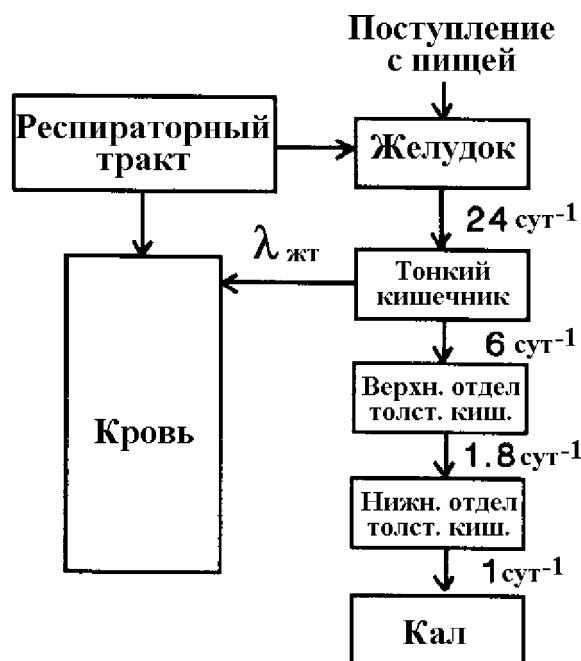 Поступление
с пищей
Респираторный
тракт
Желудок
24 сут-1
λ жт
Тонкий
кишечник
6 сут-1
Верхн. отдел
толст. киш.
Кровь
1.8 сут-1
Нижн. отдел
толст. киш.
1 сут-1
Кал